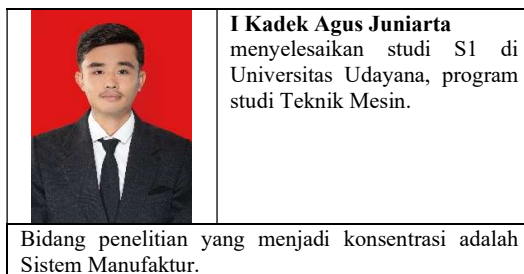 I Kadek Agus Juniarta
menyelesaikan studi S1 di
Universitas Udayana, program
studi Teknik Mesin.
Bidang penelitian yang menjadi konsentrasi adalah
Sistem Manufaktur.